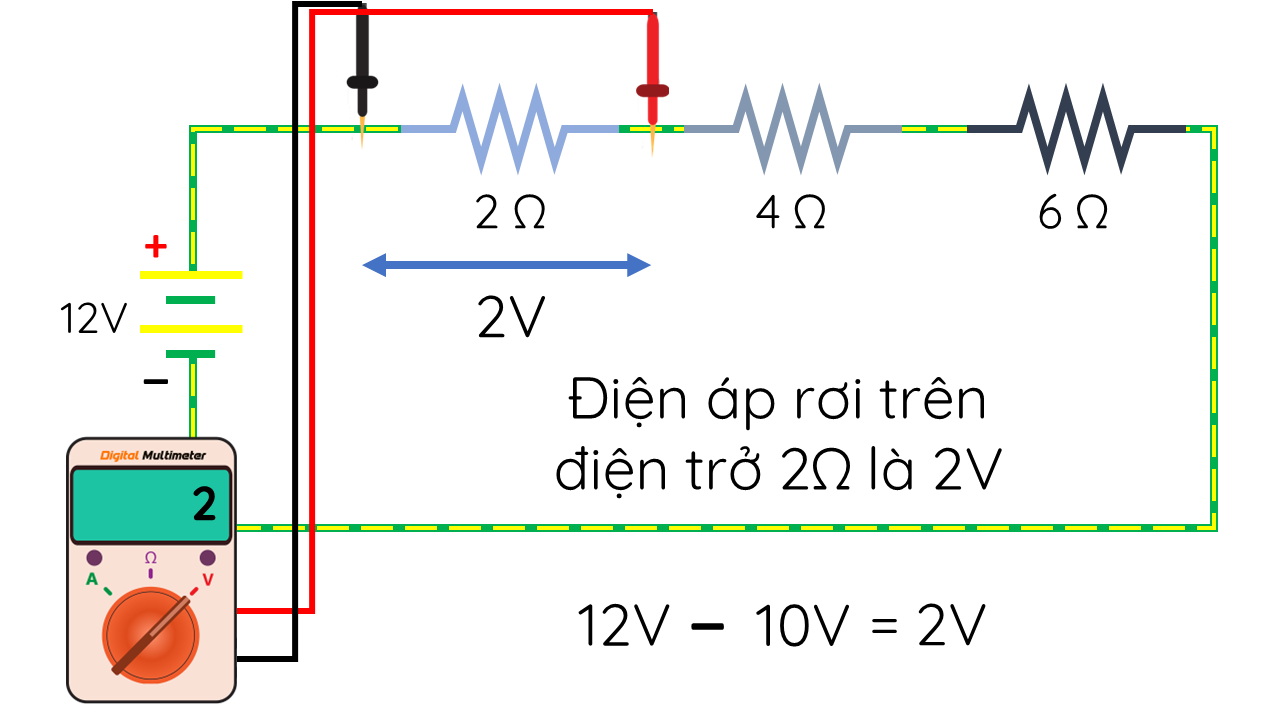 2 Ω
4 Ω
6 Ω
+
12V
–
2V
Điện áp rơi trên
điện trở 2Ω là 2V
Digital Multimeter
2
Ω
A
V
12V – 10V = 2V